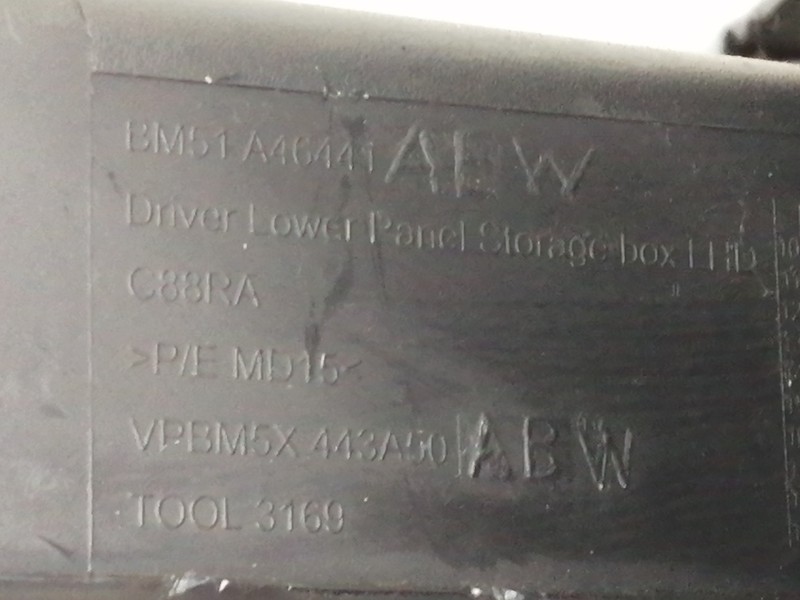 BM51 A46441 ABW
Driver Lower Panel Storage box LHD
C88RA
>P/E MD15<
VPBM5X 443A50 ABW
TOOL 3169